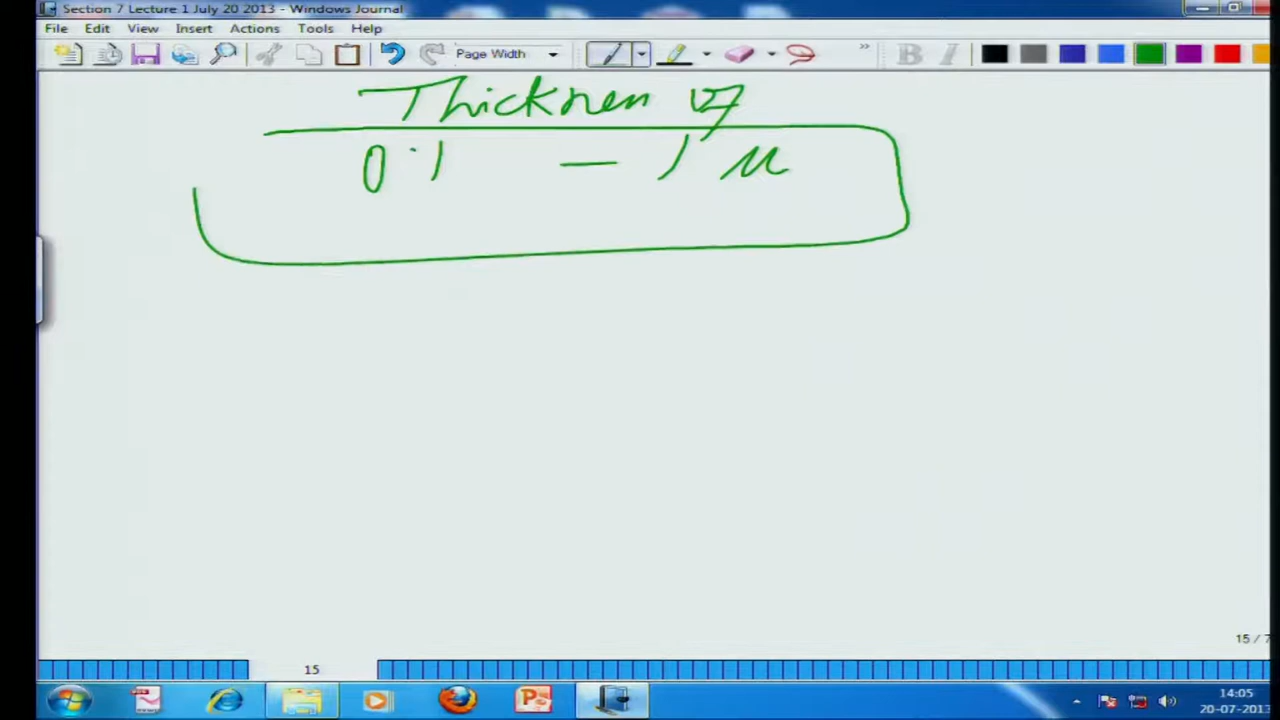 Section 7 Lecture 1 July 20 2013 - Windows Journal
File Edit View Insert Actions Tools Help
Page Width
B I
Thickness of
0.1 – 1 μ
15 / 7
15
14:05
20-07-2013